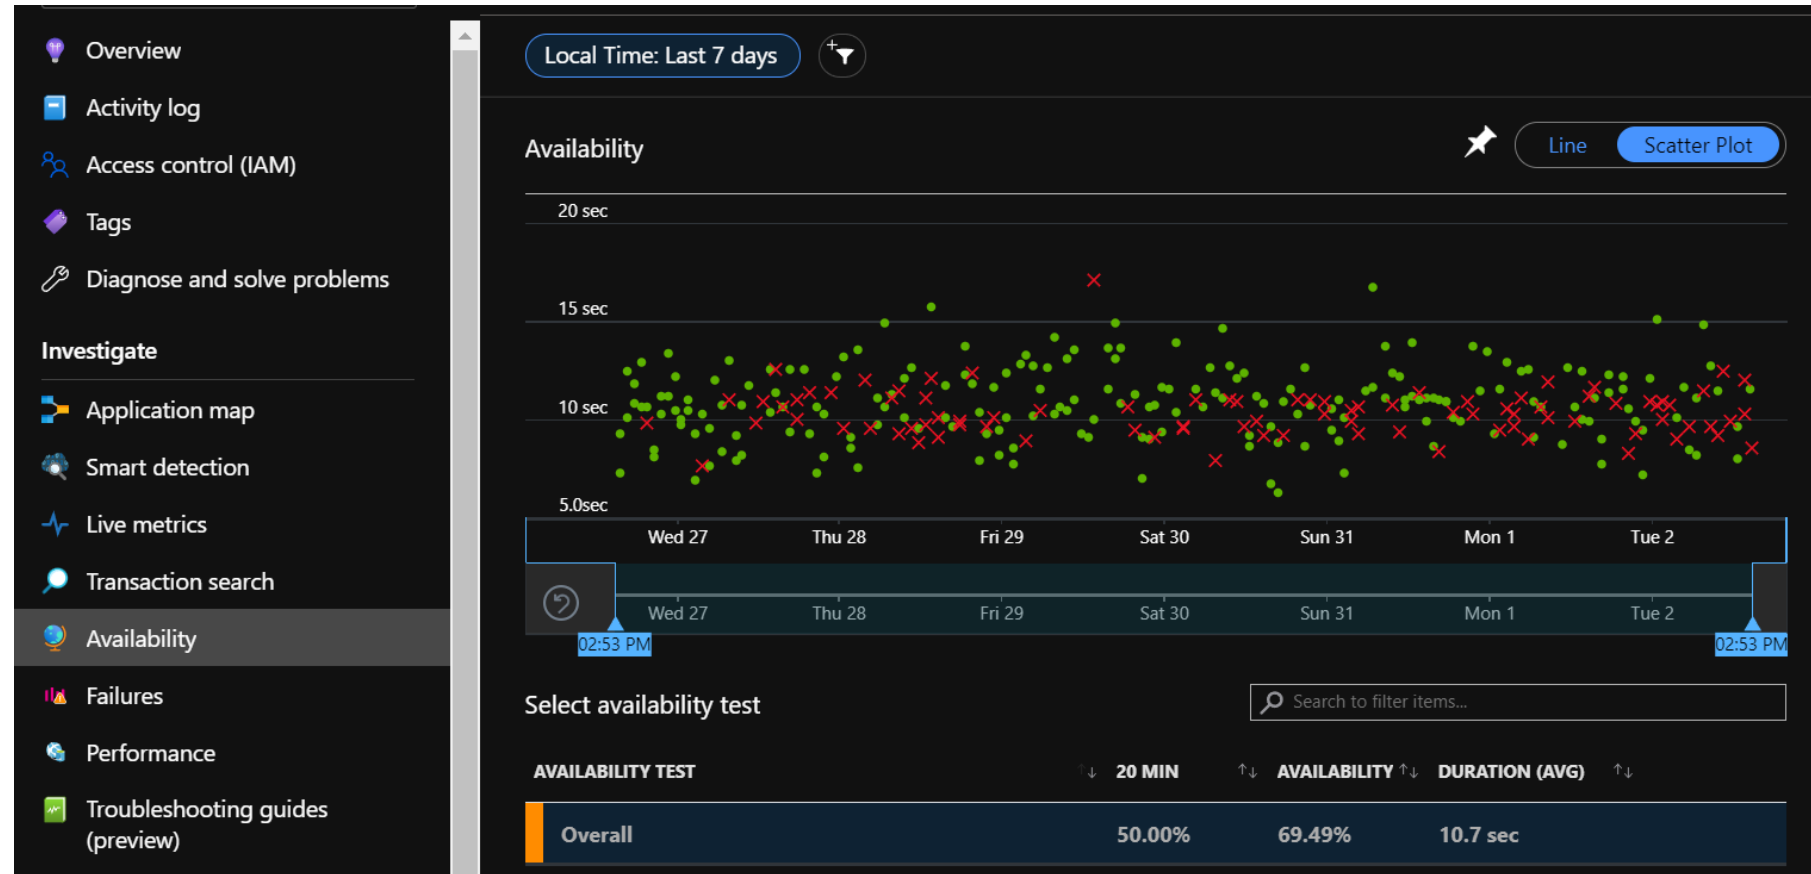 Overview
Activity log
Access control (IAM)
Tags
Diagnose and solve problems
Investigate
Application map
Smart detection
Live metrics
Transaction search
Availability
Failures
Performance
Troubleshooting guides
(preview)
Local Time: Last 7 days
Availability
Line
Scatter Plot
20 sec
15 sec
10 sec
5.0sec
Wed 27 Thu 28 Fri 29 Sat 30 Sun 31 Mon 1 Tue 2
Wed 27 Thu 28 Fri 29 Sat 30 Sun 31 Mon 1 Tue 2
02:53 PM 02:53 PM
Select availability test
Search to filter items...
AVAILABILITY TEST 20 MIN AVAILABILITY DURATION (AVG)
Overall 50.00% 69.49% 10.7 sec